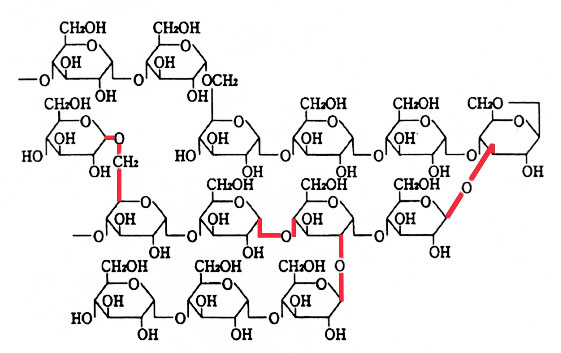 CH₂OH CH₂OH
O O
OH OH
O O OCH₂
OH OH
CH₂OH CH₂OH CH₂OH CH₂OH CH₂O
O O O O O
OH O OH OH OH OH
HO OH CH₂ HO OH O OH O OH O OH
CH₂OH CH₂OH CH₂OH O
O O O O
OH OH OH OH
O O O O OH
OH OH O OH
CH₂OH CH₂OH CH₂OH
O O O
OH OH OH
HO O O
OH OH OH